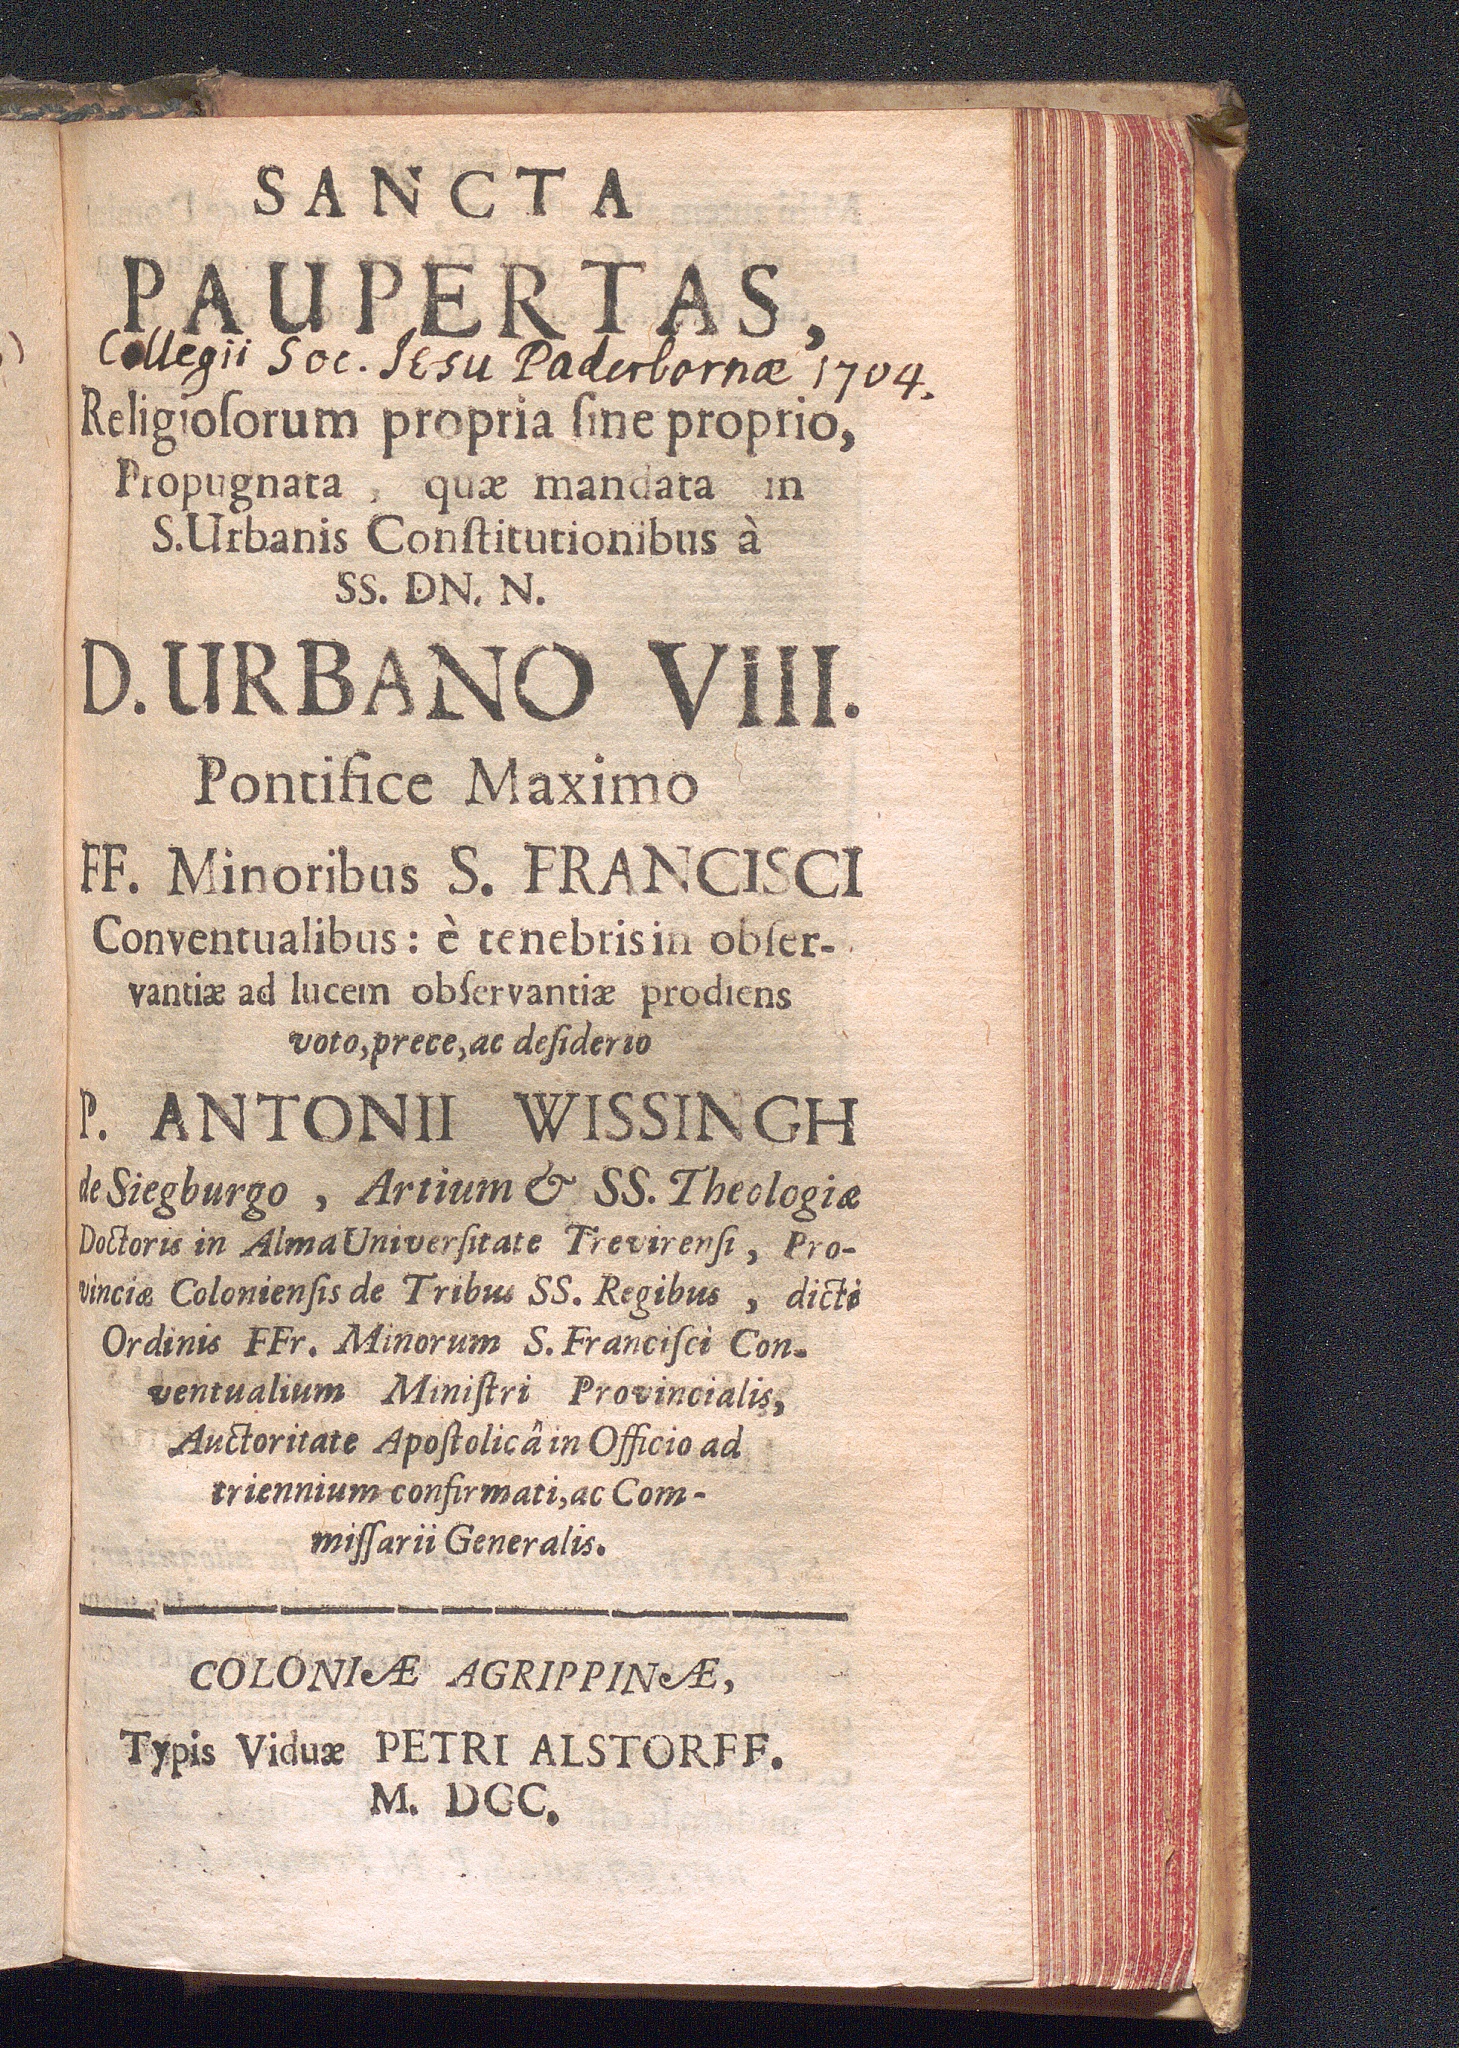 SANCTA
PAUPERTAS,
Collegii Soc. Jesu Paderbornæ 1704.
Religioſorum propria ſine proprio,
Propugnata, quæ mandata in
S. Urbanis Conſtitutionibus à
SS. DN. N.
D. URBANO VIII.
Pontifice Maximo
FF. Minoribus S. FRANCISCI
Conventualibus: è tenebris in obſer-
vantiæ ad lucem obſervantiæ prodiens
voto, prece, ac deſiderio
P. ANTONII WISSINGH
de Siegburgo, Artium & SS. Theologiæ
Doctoris in Alma Univerſitate Trevirenſi, Pro-
vinciæ Colonienſis de Tribus SS. Regibus, dicti
Ordinis FFr. Minorum S. Franciſci Con-
ventualium Miniſtri Provincialis,
Auctoritate Apoſtolicâ in Officio ad
triennium confirmati, ac Com-
miſſarii Generalis.
COLONIÆ AGRIPPINÆ,
Typis Viduæ PETRI ALSTORFF.
M. DCC.